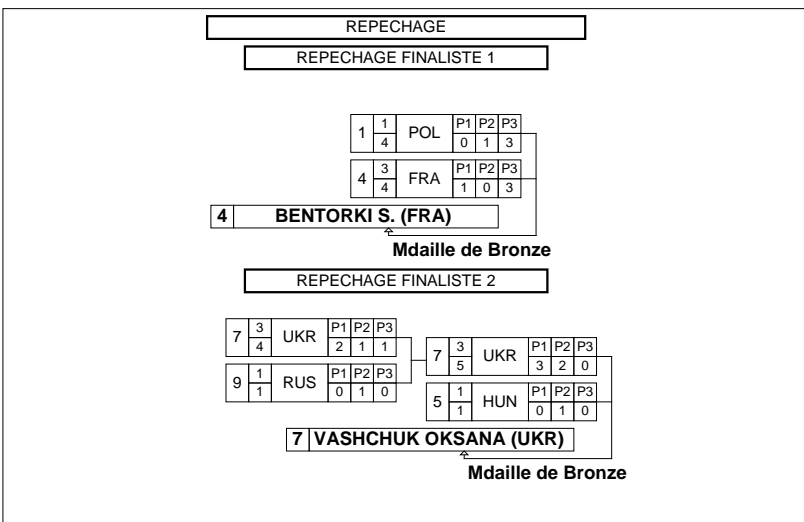 REPECHAGE
REPECHAGE FINALISTE 1
1 1 POL P1 P2 P3
4 0 1 3
4 3 FRA P1 P2 P3
4 1 0 3
4 BENTORKI S. (FRA)
Mdaille de Bronze
REPECHAGE FINALISTE 2
7 3 UKR P1 P2 P3
4 2 1 1
9 1 RUS P1 P2 P3
1 0 1 0
7 3 UKR P1 P2 P3
5 3 2 0
5 1 HUN P1 P2 P3
1 0 1 0
7 VASHCHUK OKSANA (UKR)
Mdaille de Bronze